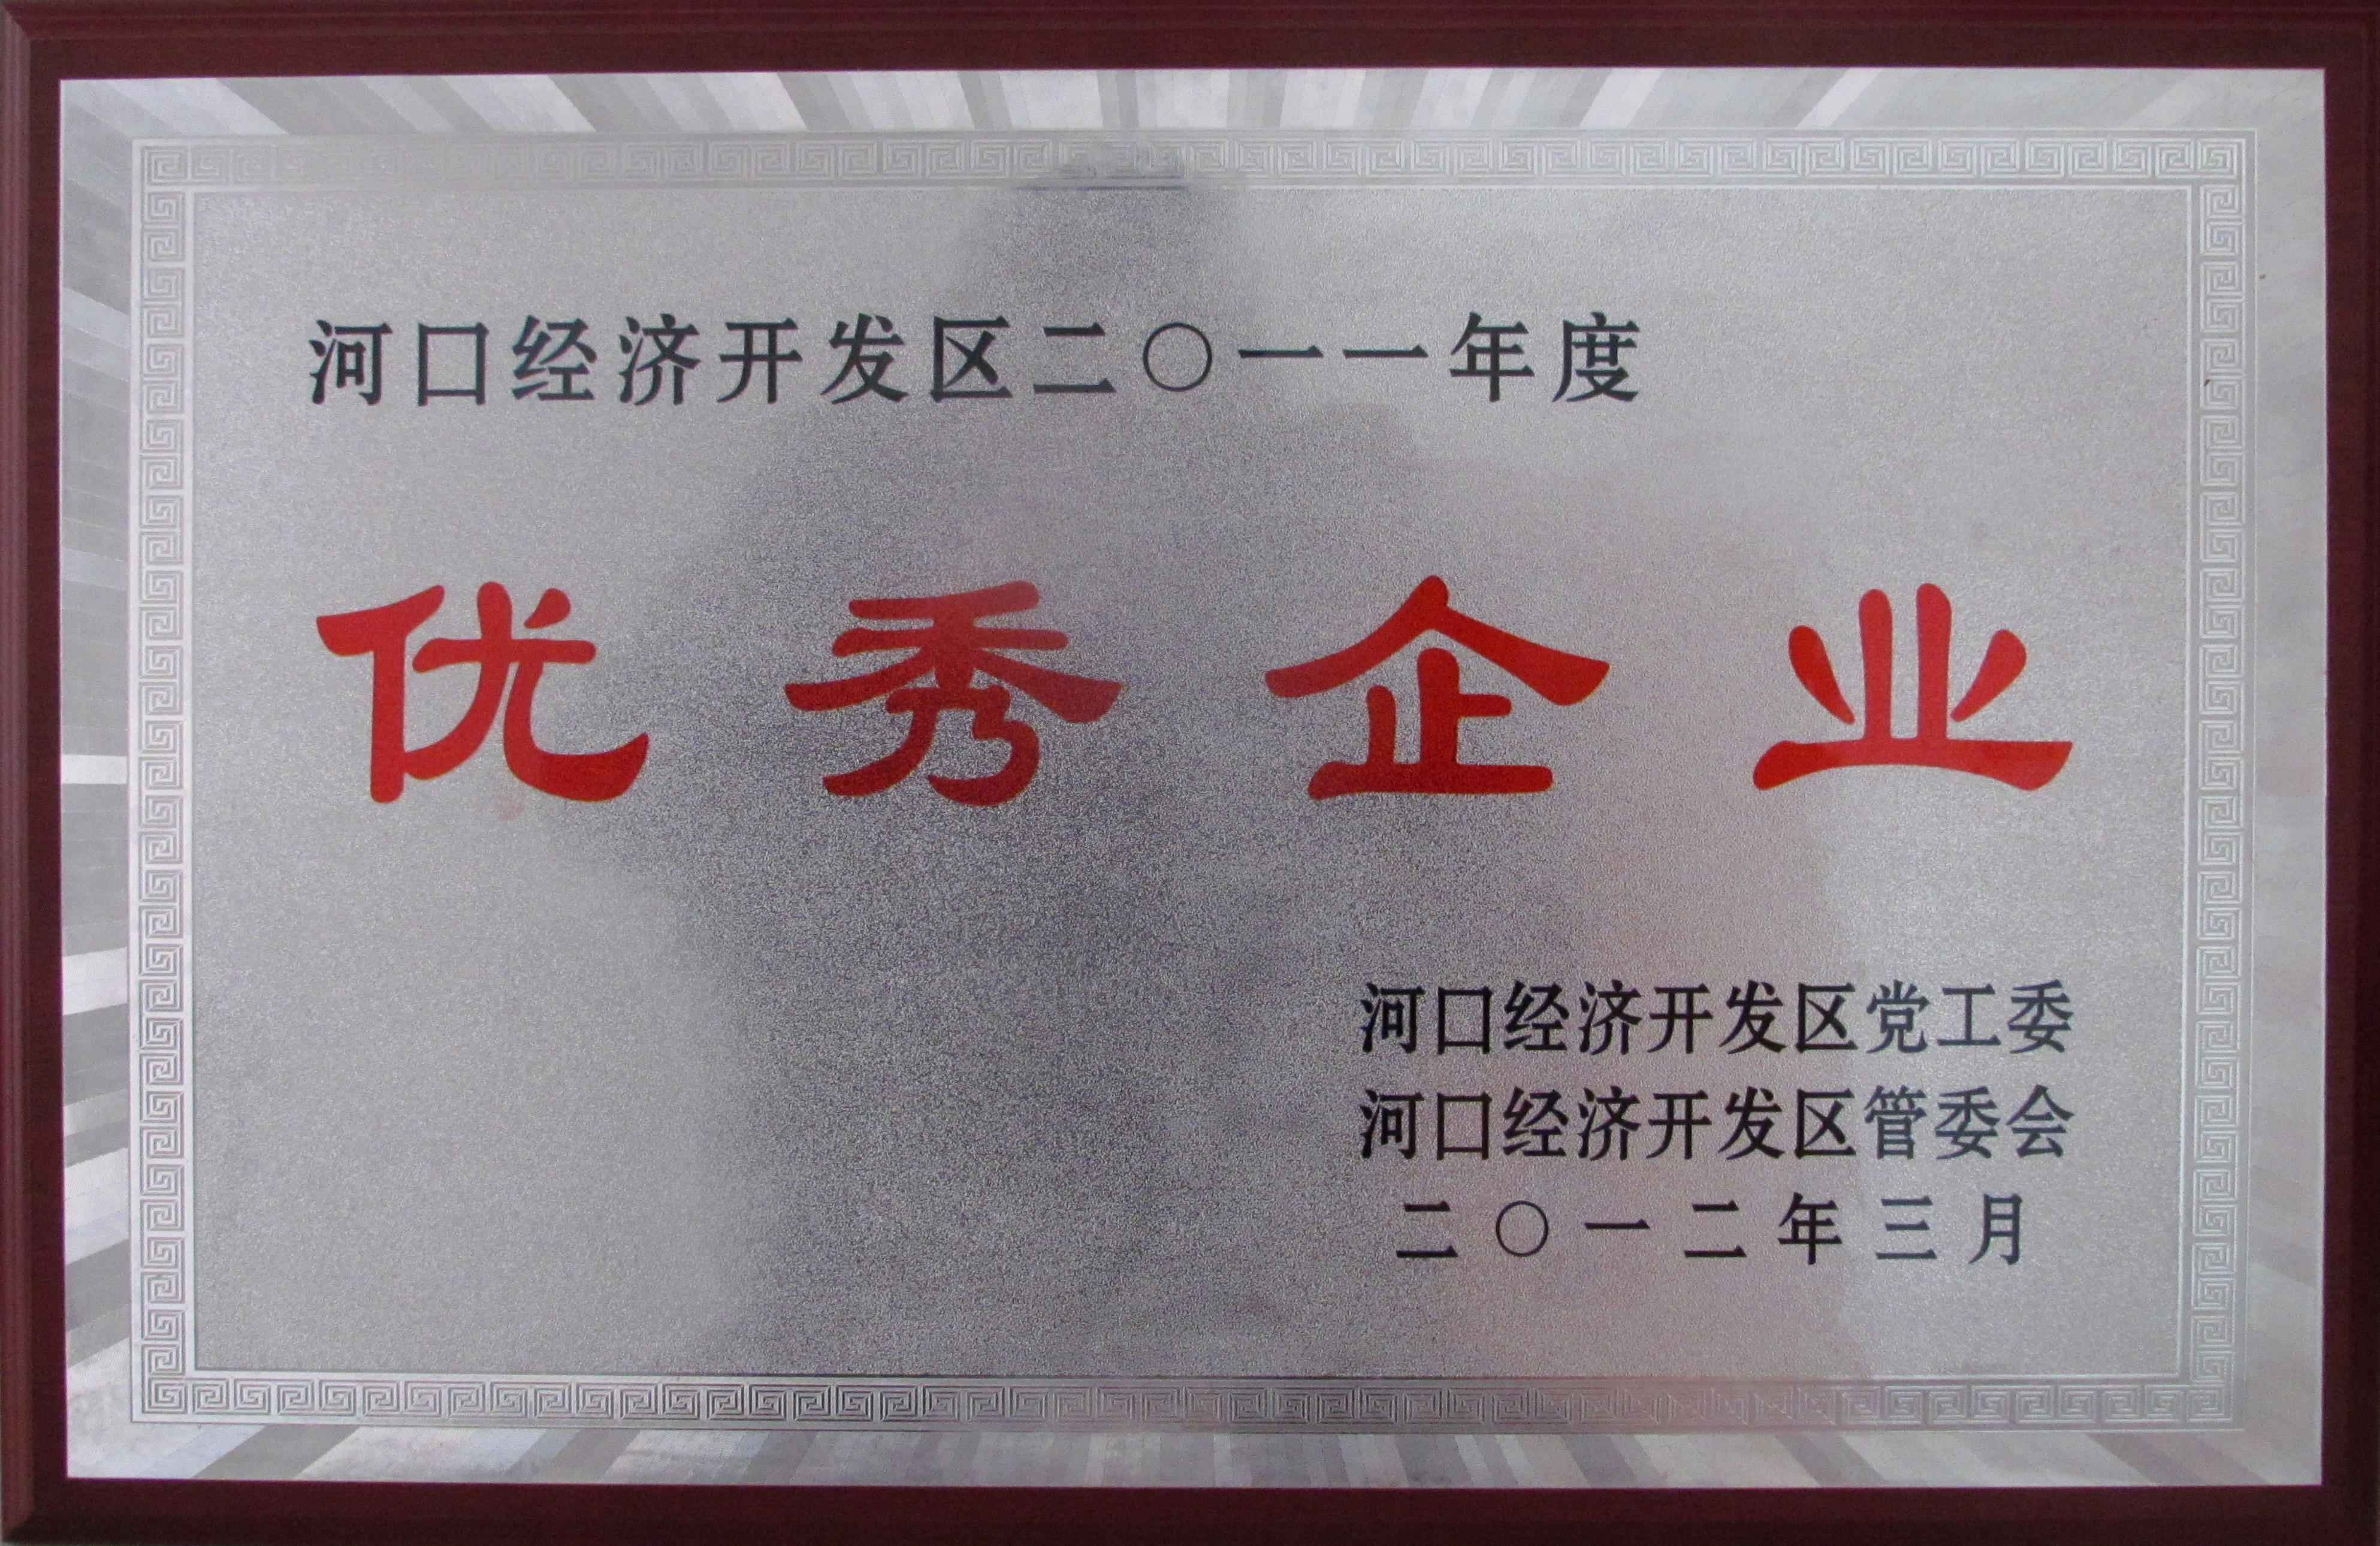 河口经济开发区二〇一一年度
优秀企业
河口经济开发区党工委
河口经济开发区管委会
二〇一二年三月